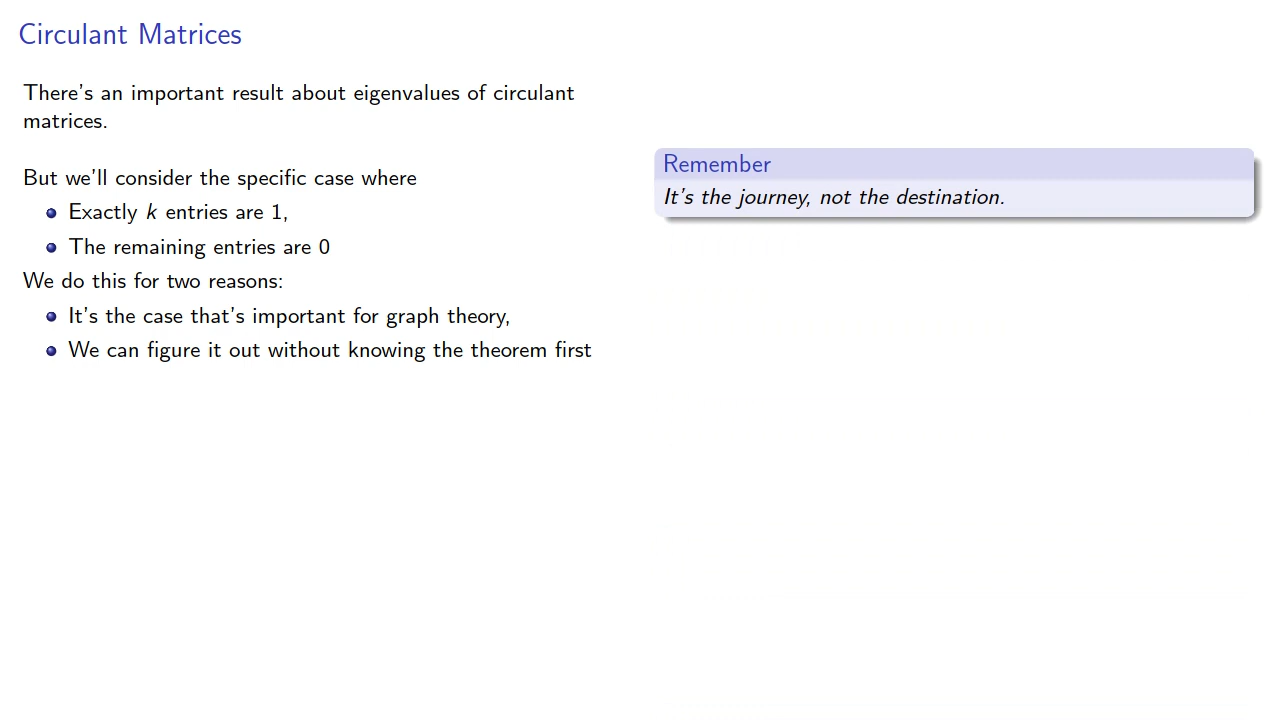 Circulant Matrices
There's an important result about eigenvalues of circulant
matrices.
But we'll consider the specific case where
Exactly k entries are 1,
The remaining entries are 0
We do this for two reasons:
It's the case that's important for graph theory,
We can figure it out without knowing the theorem first
Remember
It's the journey, not the destination.